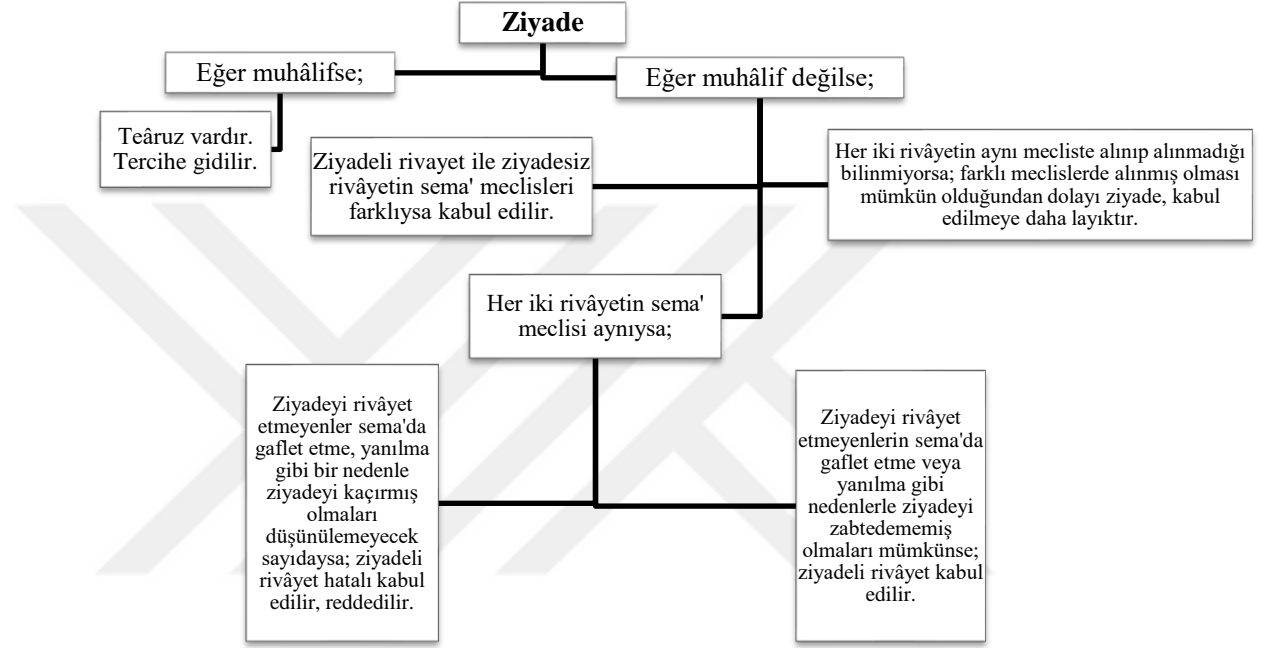 Ziyade
Eğer muhâlifse;
Eğer muhâlif değilse;
Teâruz vardır.
Tercihe gidilir.
Ziyadeli rivayet ile ziyadesiz
rivâyetin sema' meclisleri
farklıysa kabul edilir.
Her iki rivâyetin aynı mecliste alınıp alınmadığı
bilinmiyorsa; farklı meclislerde alınmış olması
mümkün olduğundan dolayı ziyade, kabul
edilmeye daha layıktır.
Her iki rivâyetin sema'
meclisi aynıysa;
Ziyadeyi rivâyet
etmeyenler sema'da
gaflet etme, yanılma
gibi bir nedenle
ziyadeyi kaçırmış
olmaları
düşünülemeyecek
sayıdaysa; ziyadeli
rivâyet hatalı kabul
edilir, reddedilir.
Ziyadeyi rivâyet
etmeyenlerin sema'da
gaflet etme veya
yanılma gibi
nedenlerle ziyadeyi
zabtedememiş
olmaları mümkünse;
ziyadeli rivâyet kabul
edilir.